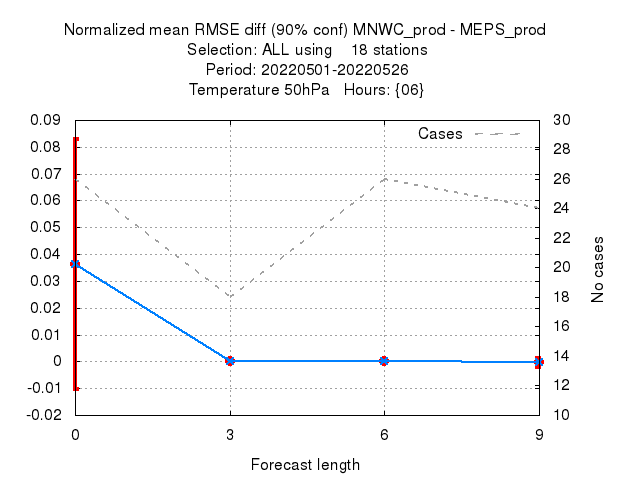 Normalized mean RMSE diff (90% conf) MNWC_prod - MEPS_prod
Selection: ALL using 18 stations
Period: 20220501-20220526
Temperature 50hPa Hours: {06}
Cases
0.09
0.08
0.07
0.06
0.05
0.04
0.03
0.02
0.01
0
-0.01
-0.02
30
28
26
24
22
20
18
16
14
12
10
No cases
0 3 6 9
Forecast length